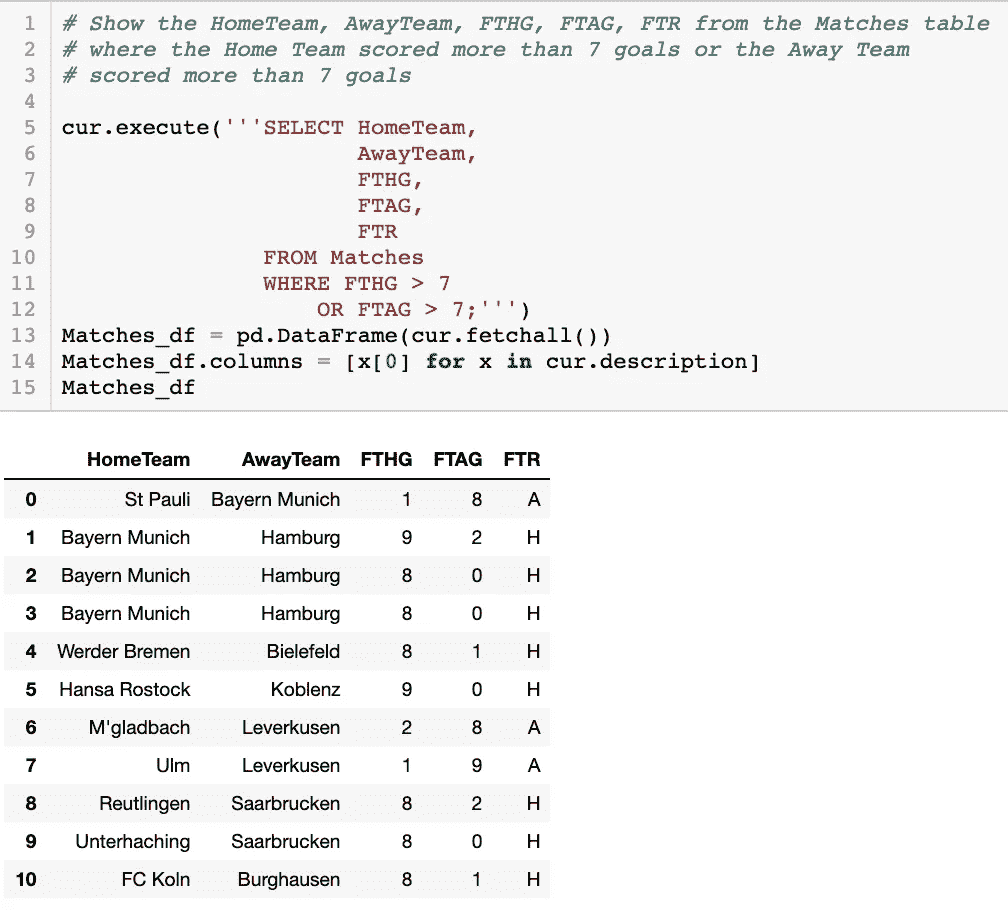 1 # Show the HomeTeam, AwayTeam, FTHG, FTAG, FTR from the Matches table
2 # where the Home Team scored more than 7 goals or the Away Team
3 # scored more than 7 goals
4
5 cur.execute('''SELECT HomeTeam,
6 AwayTeam,
7 FTHG,
8 FTAG,
9 FTR
10 FROM Matches
11 WHERE FTHG > 7
12 OR FTAG > 7;''')
13 Matches_df = pd.DataFrame(cur.fetchall())
14 Matches_df.columns = [x[0] for x in cur.description]
15 Matches_df
HomeTeam AwayTeam FTHG FTAG FTR
0 St Pauli Bayern Munich 1 8 A
1 Bayern Munich Hamburg 9 2 H
2 Bayern Munich Hamburg 8 0 H
3 Bayern Munich Hamburg 8 0 H
4 Werder Bremen Bielefeld 8 1 H
5 Hansa Rostock Koblenz 9 0 H
6 M'gladbach Leverkusen 2 8 A
7 Ulm Leverkusen 1 9 A
8 Reutlingen Saarbrucken 8 2 H
9 Unterhaching Saarbrucken 8 0 H
10 FC Koln Burghausen 8 1 H